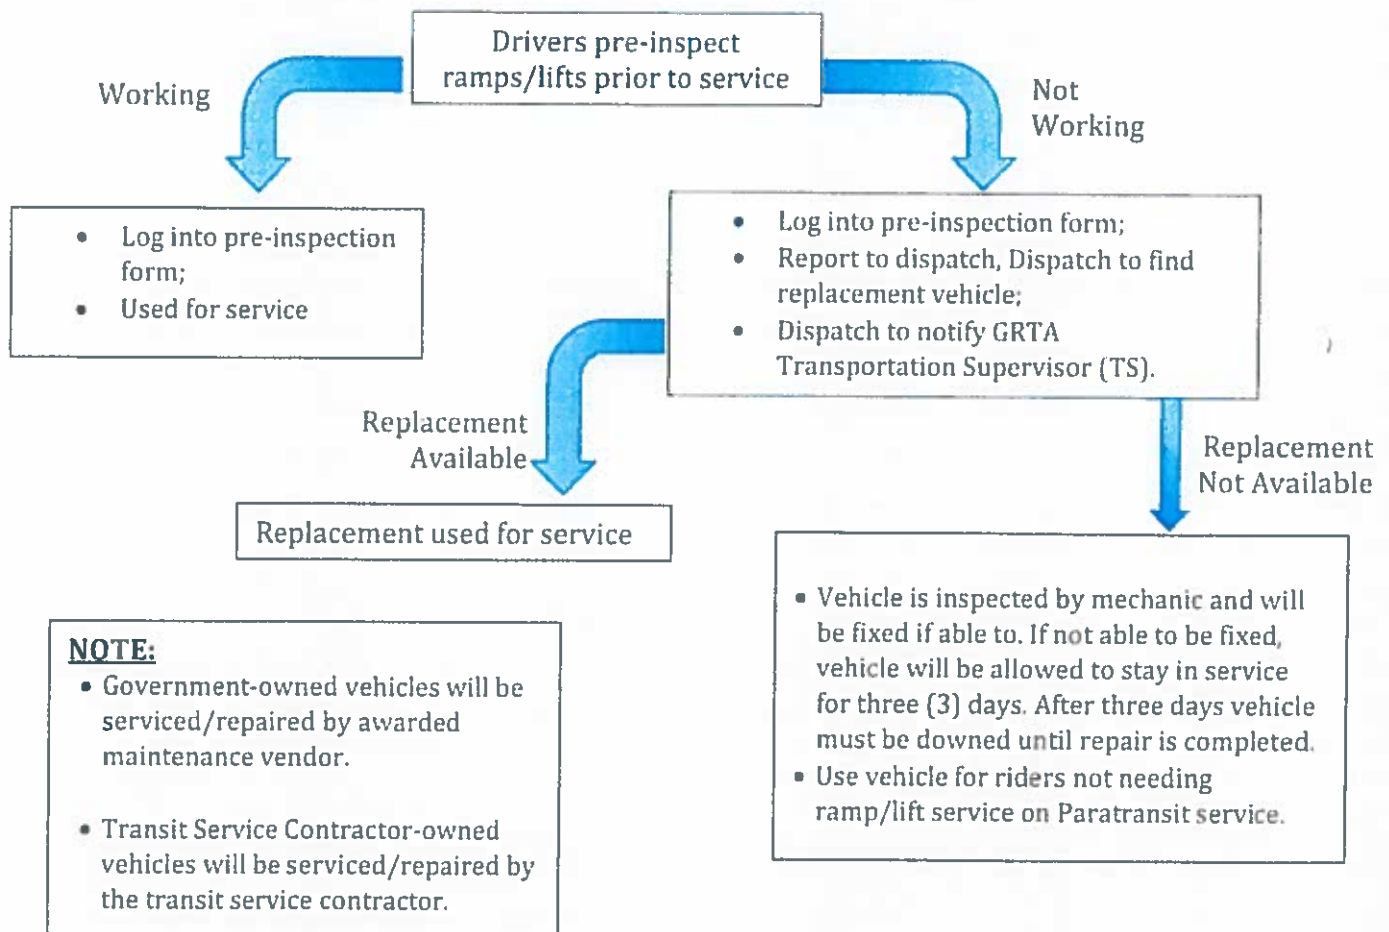 Drivers pre-inspect
ramps/lifts prior to service
Working
Not
Working
• Log into pre-inspection
form;
• Used for service
• Log into pre-inspection form;
• Report to dispatch, Dispatch to find
replacement vehicle;
• Dispatch to notify GRTA
Transportation Supervisor (TS).
Replacement
Available
Replacement
Not Available
Replacement used for service
• Vehicle is inspected by mechanic and will
be fixed if able to. If not able to be fixed,
vehicle will be allowed to stay in service
for three (3) days. After three days vehicle
must be downed until repair is completed.
• Use vehicle for riders not needing
ramp/lift service on Paratransit service.
NOTE:
• Government-owned vehicles will be
serviced/repaired by awarded
maintenance vendor.
• Transit Service Contractor-owned
vehicles will be serviced/repaired by
the transit service contractor.